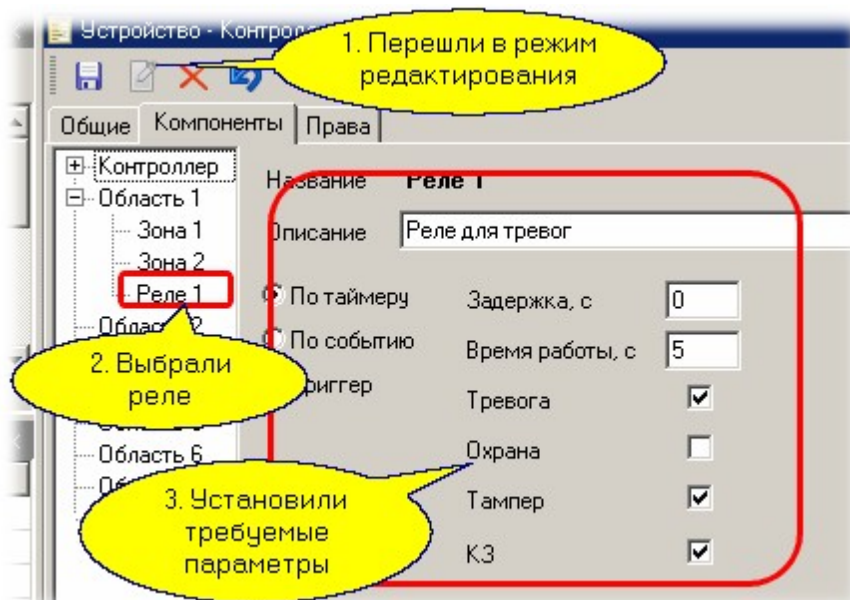 Устройство - Контролле
1. Перешли в режим
редактирования
Общие Компоненты Права
Контроллер
Область 1
Зона 1
Зона 2
Реле 1
Название Реле 1
Описание Реле для тревог
По таймеру Задержка, с 0
По событию Время работы, с 5
Тревога
2. Выбрали
реле
Охрана
Область 6
Тампер
3. Установили
требуемые
параметры
КЗ